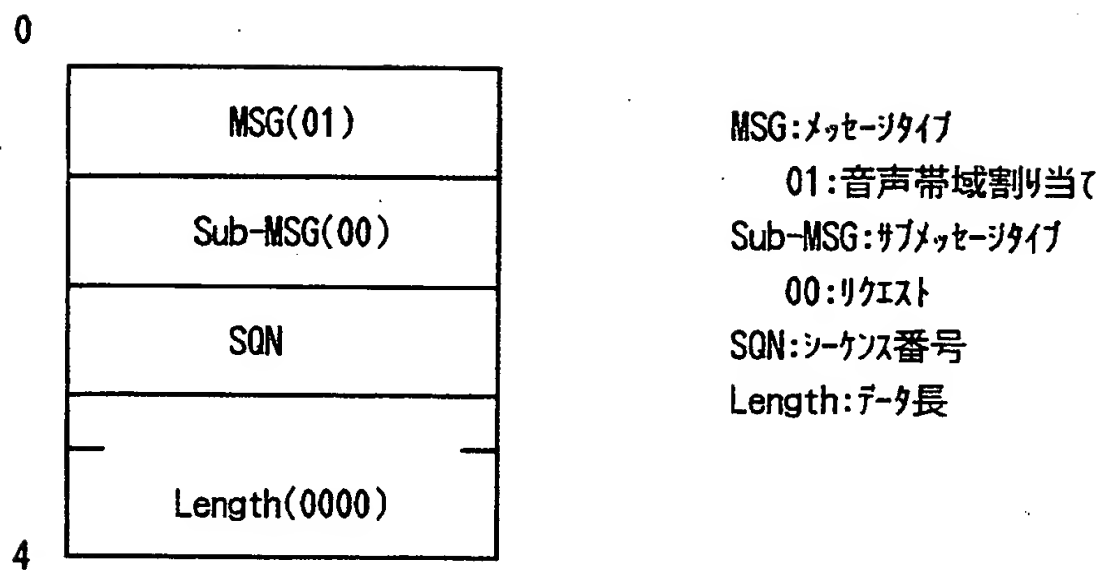 0
MSG(01)
Sub-MSG(00)
SQN
Length(0000)
4
MSG:メッセージタイプ
01:音声帯域割り当て
Sub-MSG:サブメッセージタイプ
00:リクエスト
SQN:シーケンス番号
Length:データ長